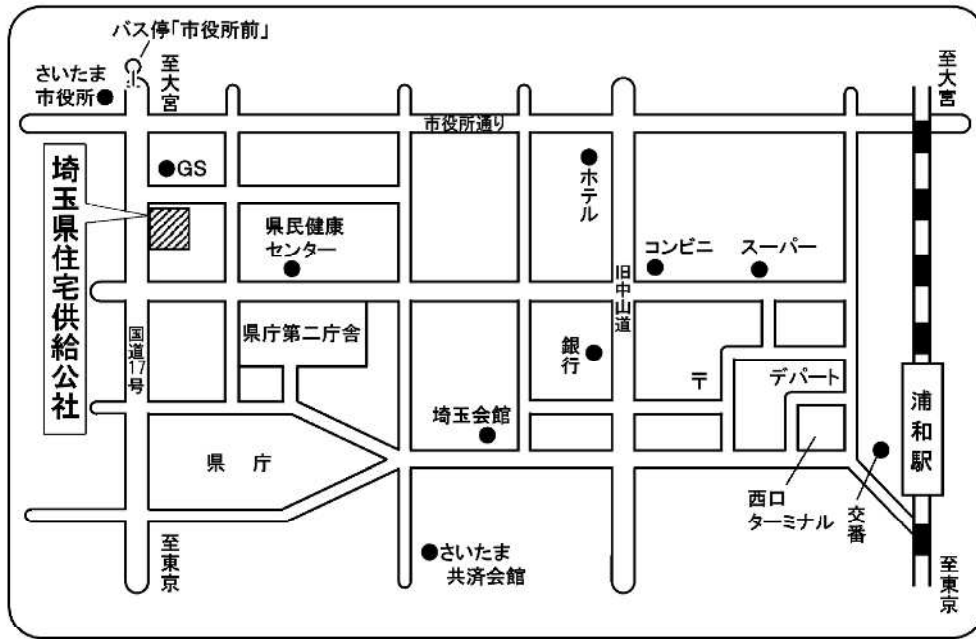 バス停「市役所前」
さいたま
市役所
至大宮
至大宮
市役所通り
GS
ホテル
埼玉県住宅供給公社
県民健康
センター
コンビニ
スーパー
旧中山道
国道17号
県庁第二庁舎
銀行
〒
デパート
浦和駅
埼玉会館
県 庁
西口
ターミナル
交番
至東京
さいたま
共済会館
至東京